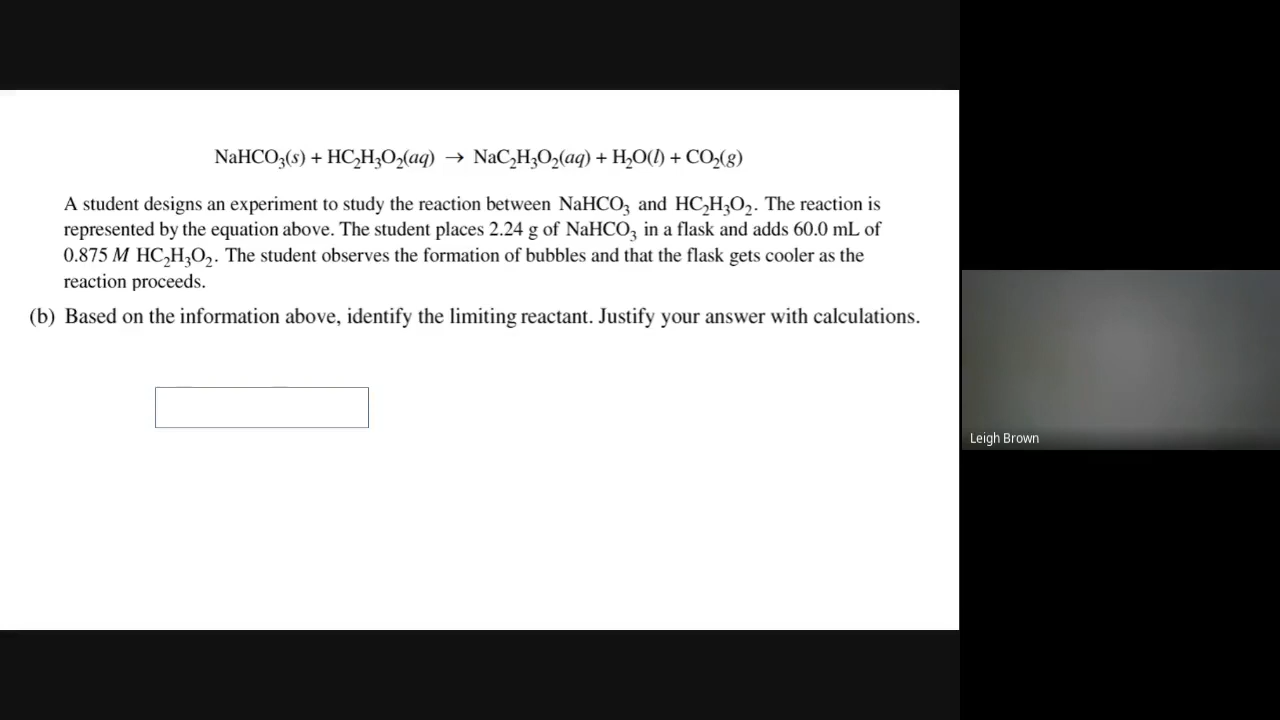 NaHCO₃(s) + HC₂H₃O₂(aq) → NaC₂H₃O₂(aq) + H₂O(l) + CO₂(g)
A student designs an experiment to study the reaction between NaHCO₃ and HC₂H₃O₂. The reaction is
represented by the equation above. The student places 2.24 g of NaHCO₃ in a flask and adds 60.0 mL of
0.875 M HC₂H₃O₂. The student observes the formation of bubbles and that the flask gets cooler as the
reaction proceeds.
(b) Based on the information above, identify the limiting reactant. Justify your answer with calculations.
Leigh Brown